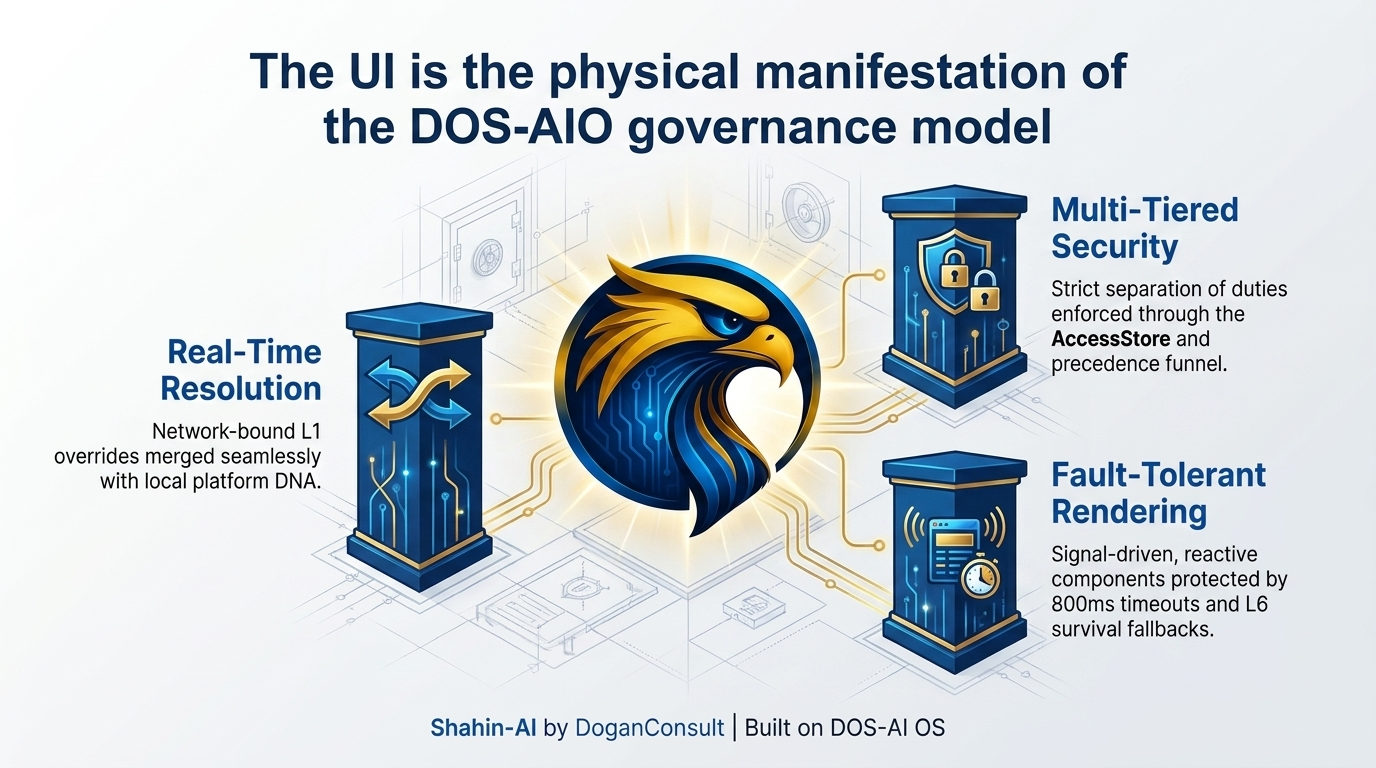 The UI is the physical manifestation of
the DOS-AIO governance model
Real-Time
Resolution
Network-bound L1
overrides merged seamlessly
with local platform DNA.
Multi-Tiered
Security
Strict separation of duties
enforced through the
AccessStore and
precedence funnel.
Fault-Tolerant
Rendering
Signal-driven, reactive
components protected by
800ms timeouts and L6
survival fallbacks.
Shahin-AI by DoganConsult | Built on DOS-AI OS